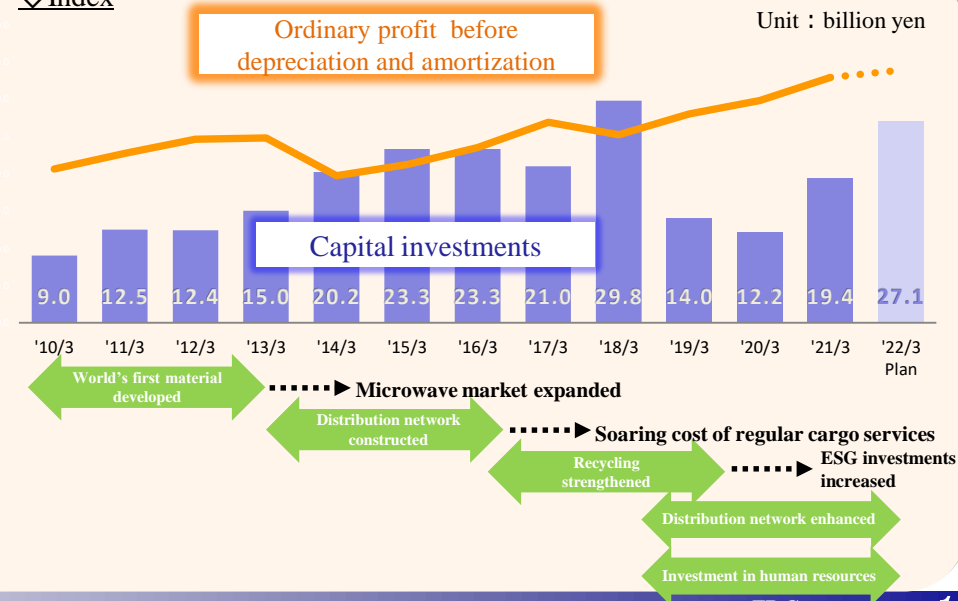 ◇Index
Unit：billion yen
Ordinary profit before
depreciation and amortization
Capital investments
9.0 12.5 12.4 15.0 20.2 23.3 23.3 21.0 29.8 14.0 12.2 19.4 27.1
'10/3 '11/3 '12/3 '13/3 '14/3 '15/3 '16/3 '17/3 '18/3 '19/3 '20/3 '21/3 '22/3
Plan
World's first material
developed
Microwave market expanded
Distribution network
constructed
Soaring cost of regular cargo services
Recycling
strengthened
ESG investments
increased
Distribution network enhanced
Investment in human resources